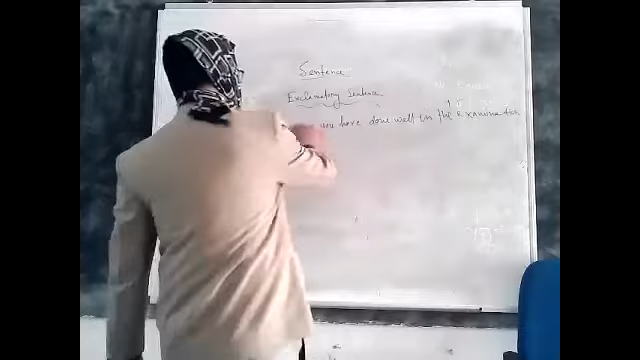 Sentence
Exclamatory Sentence
you have done well in the examination